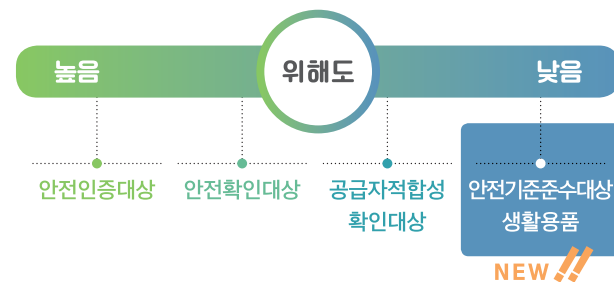 높음
위해도
낮음
안전인증대상
안전확인대상
공급자적합성
확인대상
안전기준준수대상
생활용품
NEW